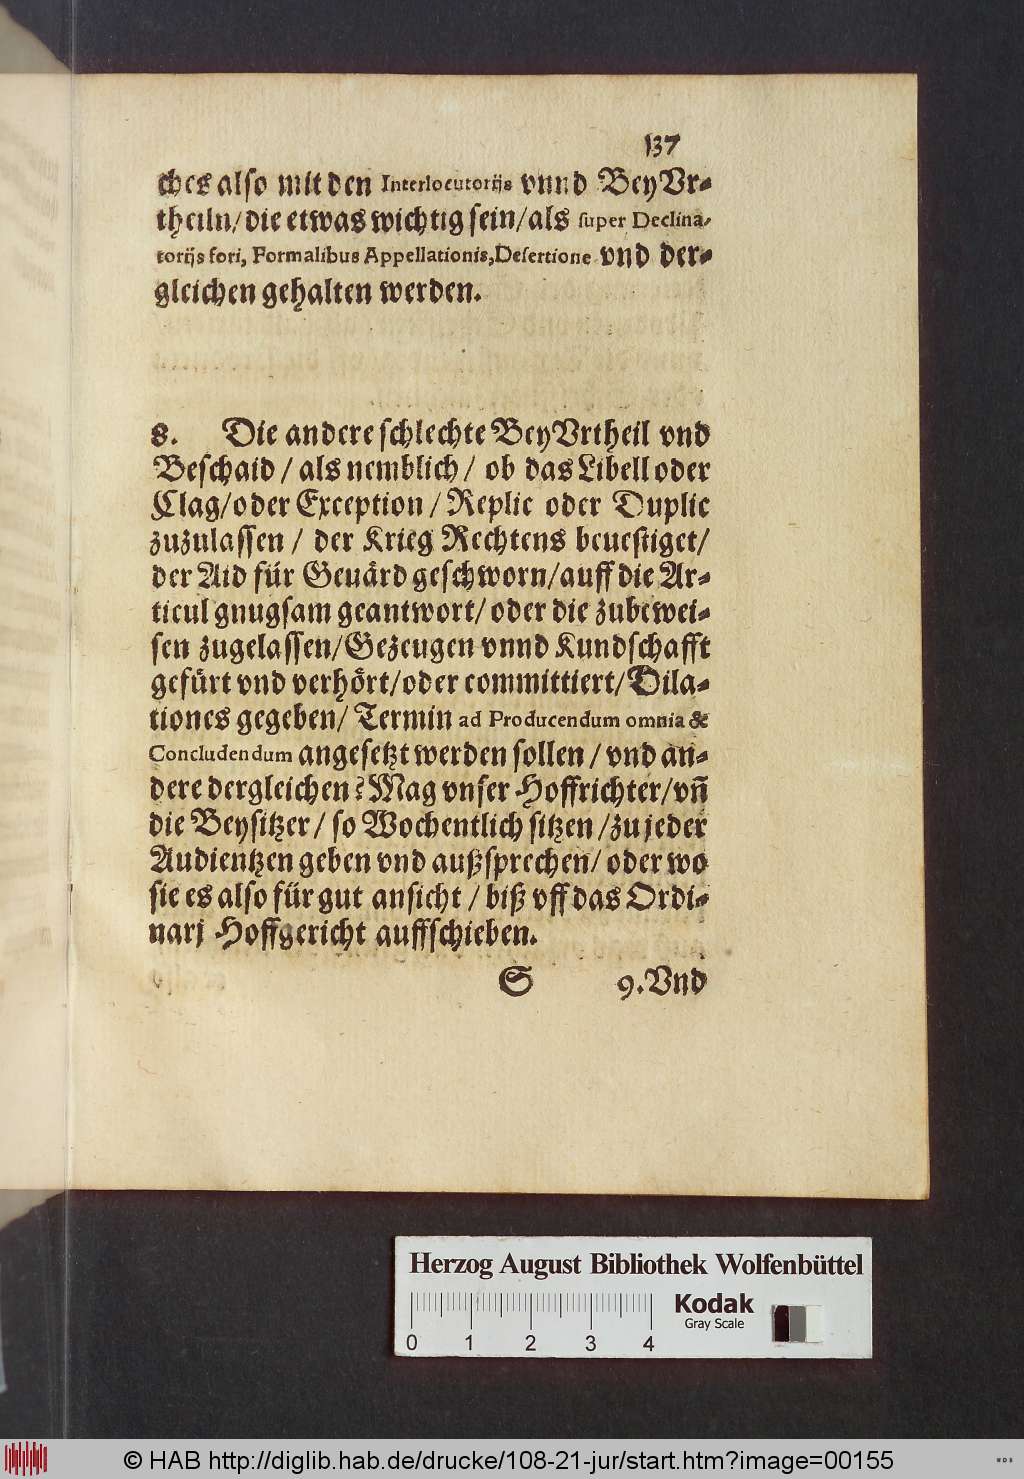 137
ches also mit den Interlocutorijs vnnd BeyVr-
theiln/ die etwas wichtig sein/ als super Declina-
torijs fori, Formalibus Appellationis, Desertione vnd der-
gleichen gehalten werden.
8. Die andere schlechte BeyVrtheil vnd
Beschaid / als nemblich / ob das Libell oder
Clag/ oder Exception / Replic oder Duplic
zuzulassen / der Krieg Rechtens beuestiget/
der Aid für Geuärd geschworn/ auff die Ar-
ticul gnugsam geantwort/ oder die zubewei-
sen zugelassen/ Gezeugen vnnd Kundschafft
gefürt vnd verhört/ oder committiert/ Dila-
tiones gegeben/ Termin ad Producendum omnia &
Concludendum angesetzt werden sollen / vnd an-
dere dergleichen? Mag vnser Hoffrichter/ vñ
die Beysitzer / so Wochentlich sitzen / zu jeder
Audientzen geben vnd außsprechen/ oder wo
sie es also für gut ansicht / biß vff das Ordi-
narj Hoffgericht auffschieben.
S 9. Vnd
Herzog August Bibliothek Wolfenbüttel
Kodak
Gray Scale
0 1 2 3 4
© HAB http://diglib.hab.de/drucke/108-21-jur/start.htm?image=00155